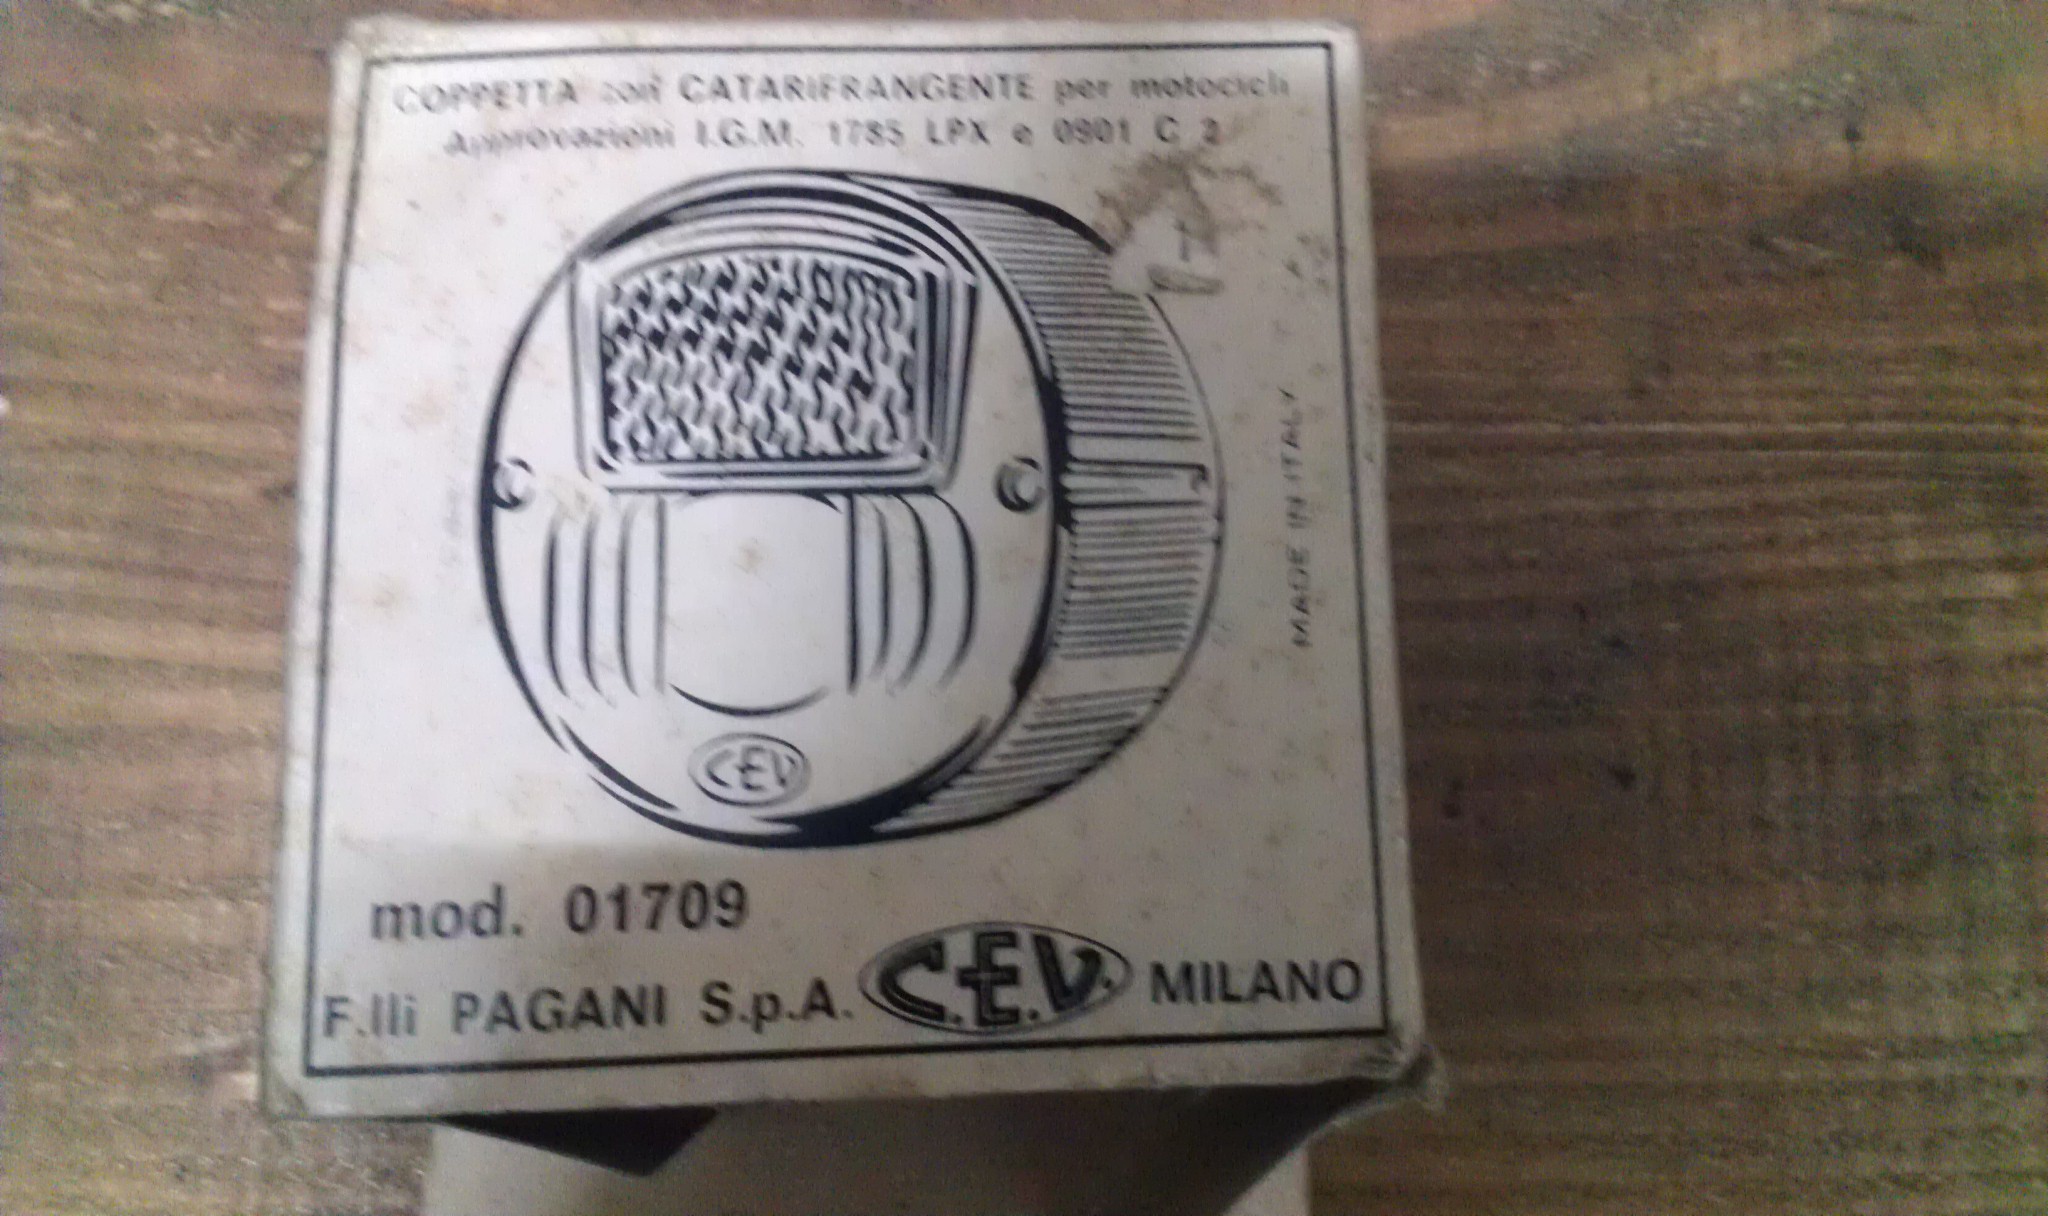 COPPETTA con CATARIFRANGENTE per motocicli
Approvazioni I.G.M. 1785 LPX e 0901 C 2
MADE IN ITALY
CEV
mod. 01709
F.lli PAGANI S.p.A. C.E.V. MILANO